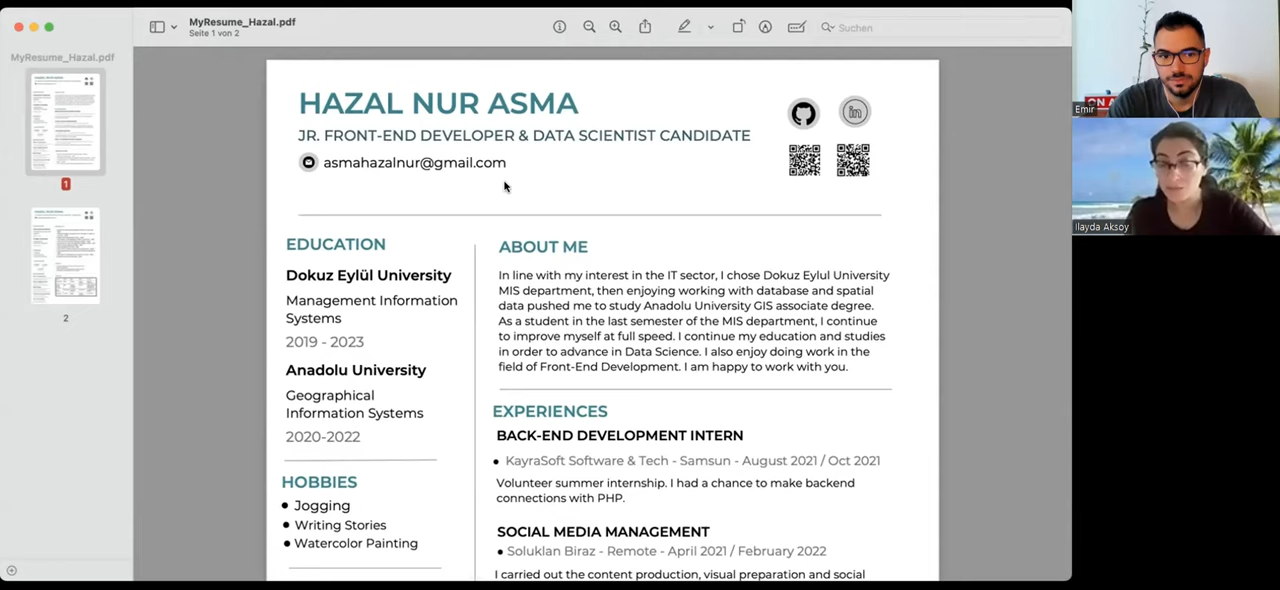 MyResume_Hazal.pdf
Seite 1 von 2
Suchen
MyResume_Hazal.pdf
1
2
HAZAL NUR ASMA
JR. FRONT-END DEVELOPER & DATA SCIENTIST CANDIDATE
asmahazalnur@gmail.com
in
EDUCATION
Dokuz Eylül University
Management Information
Systems
2019 - 2023
Anadolu University
Geographical
Information Systems
2020-2022
HOBBIES
• Jogging
• Writing Stories
• Watercolor Painting
ABOUT ME
In line with my interest in the IT sector, I chose Dokuz Eylul University
MIS department, then enjoying working with database and spatial
data pushed me to study Anadolu University GIS associate degree.
As a student in the last semester of the MIS department, I continue
to improve myself at full speed. I continue my education and studies
in order to advance in Data Science. I also enjoy doing work in the
field of Front-End Development. I am happy to work with you.
EXPERIENCES
BACK-END DEVELOPMENT INTERN
• KayraSoft Software & Tech - Samsun - August 2021 / Oct 2021
Volunteer summer internship. I had a chance to make backend
connections with PHP.
SOCIAL MEDIA MANAGEMENT
• Soluklan Biraz - Remote - April 2021 / February 2022
I carried out the content production, visual preparation and social
Emir
ON A
Ilayda Aksoy